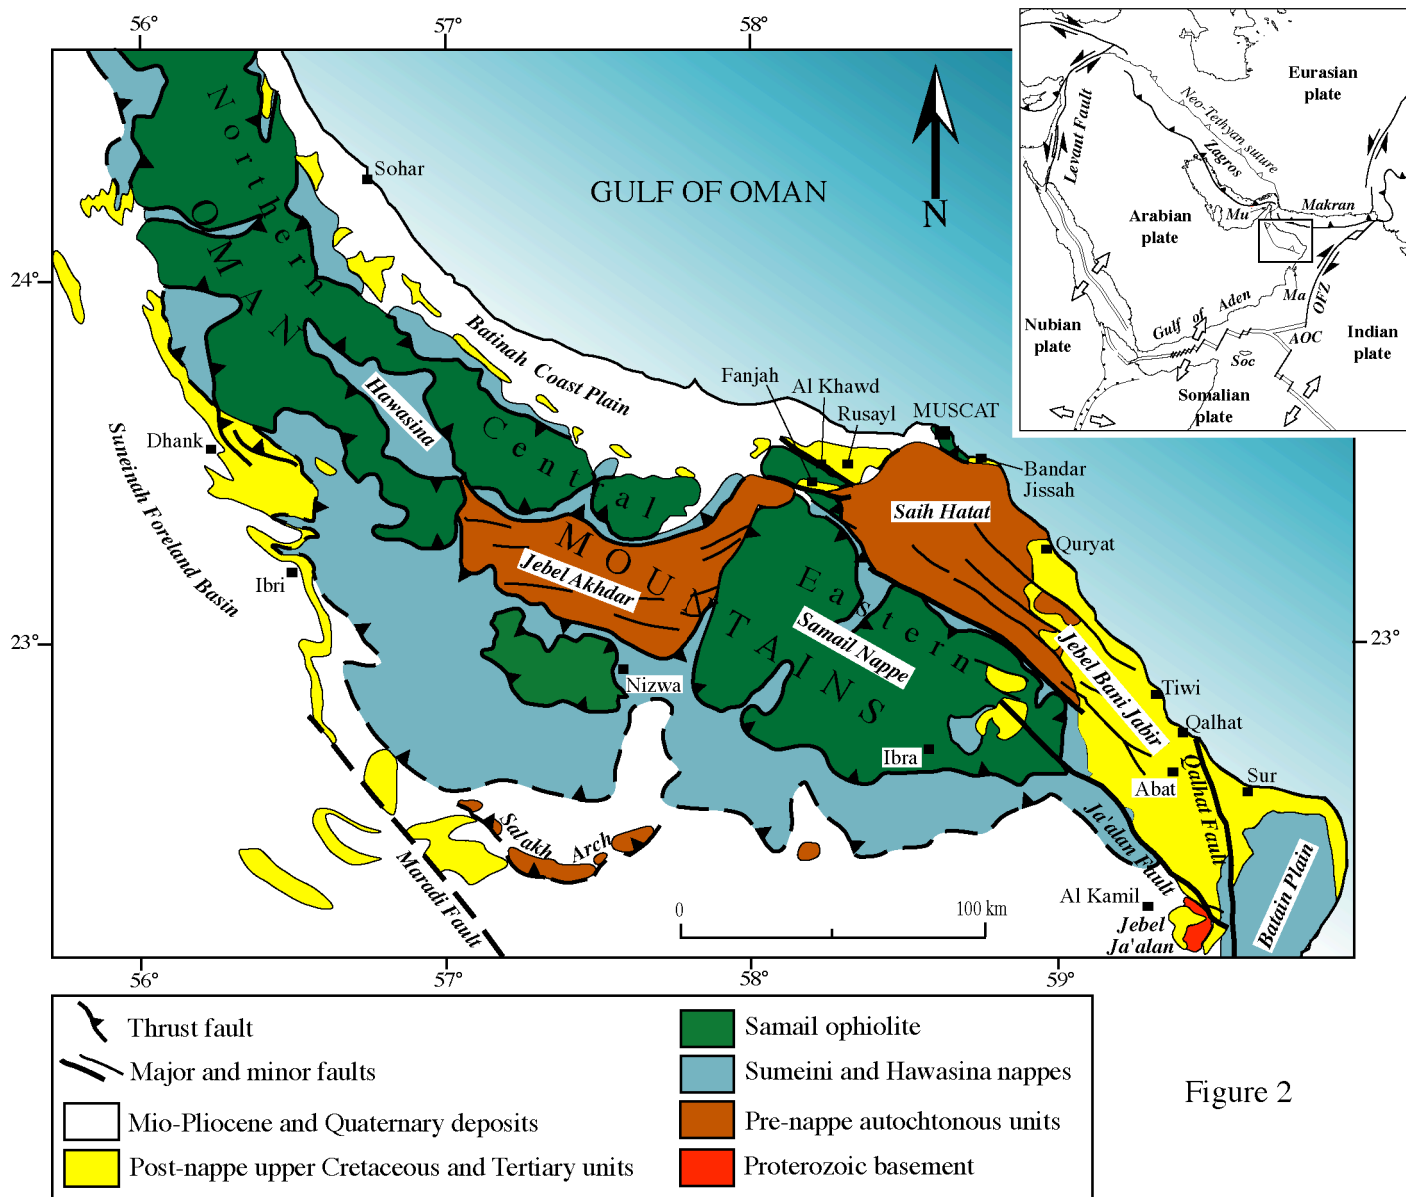 56°
57°
58°
24°
23°
23°
56°
57°
58°
59°
GULF OF OMAN
N
Northern
OMAN
MOUNTAINS
Central
Eastern
Sohar
Batinah Coast Plain
Hawasina
Dhank
Suneinah Foreland Basin
Ibri
Fanjah
Al Khawd
Rusayl
MUSCAT
Bandar
Jissah
Saih Hatat
Quryat
Jebel Akhdar
Samail Nappe
Nizwa
Ibra
Jebel Bani Jabir
Tiwi
Qalhat
Abat
Qalhat Fault
Sur
Ja'alan Fault
Batain Plain
Al Kamil
Jebel
Ja'alan
Salakh Arch
Maradi Fault
0
100 km
Eurasian
plate
Levant Fault
Neo-Tethyan suture
Zagros
Mu
Makran
Arabian
plate
Ma
OFZ
Gulf of Aden
AOC
Soc
Nubian
plate
Indian
plate
Somalian
plate
Thrust fault
Major and minor faults
Mio-Pliocene and Quaternary deposits
Post-nappe upper Cretaceous and Tertiary units
Samail ophiolite
Sumeini and Hawasina nappes
Pre-nappe autochtonous units
Proterozoic basement
Figure 2